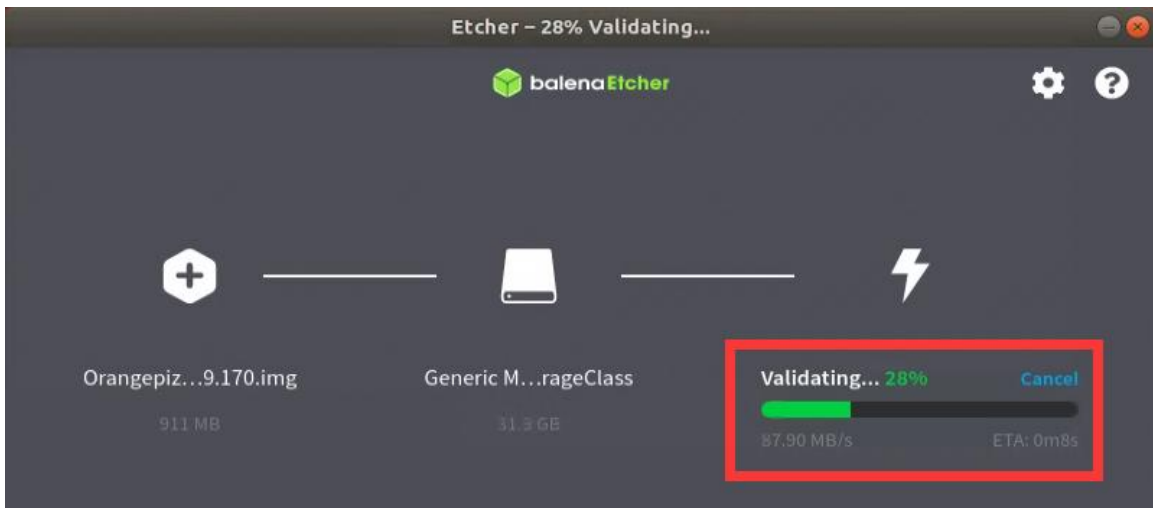 Etcher – 28% Validating...
balenaEtcher
Orangepiz...9.170.img
Generic M...rageClass
Validating... 28%
Cancel
911 MB
31.9 GB
87.90 MB/s
ETA: 0m8s